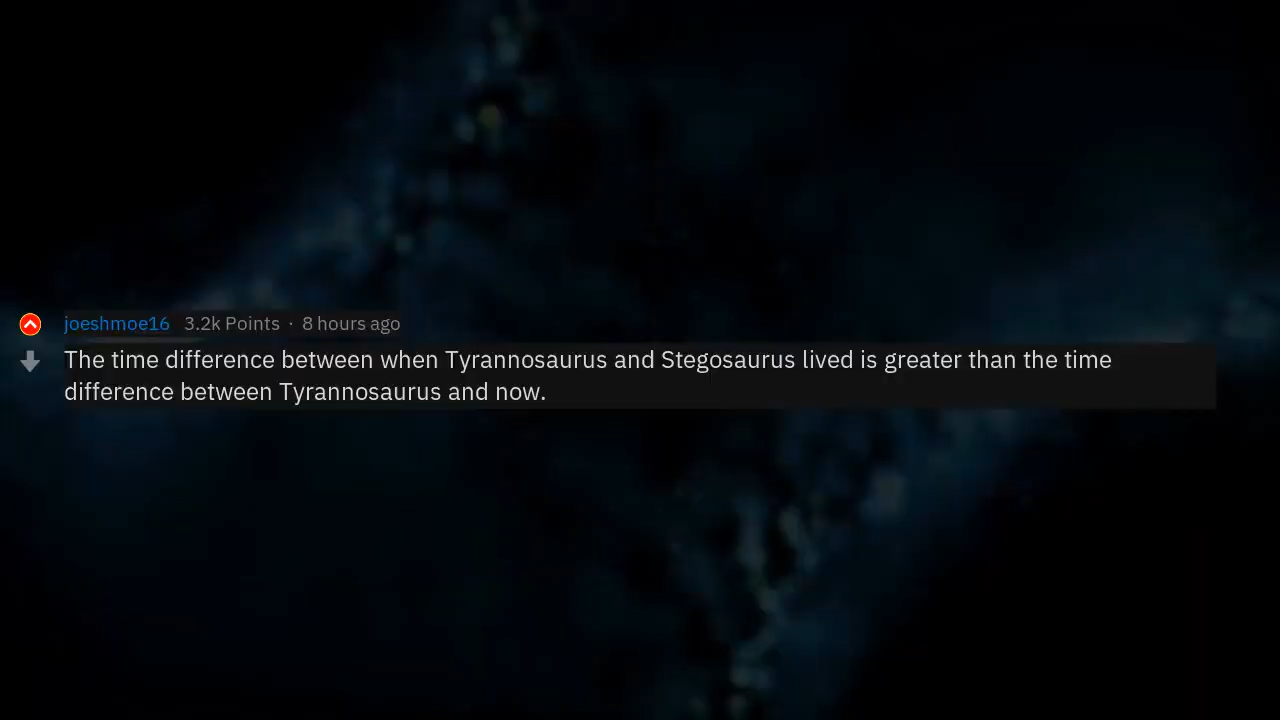 joeshmoe16 3.2k Points · 8 hours ago
The time difference between when Tyrannosaurus and Stegosaurus lived is greater than the time
difference between Tyrannosaurus and now.